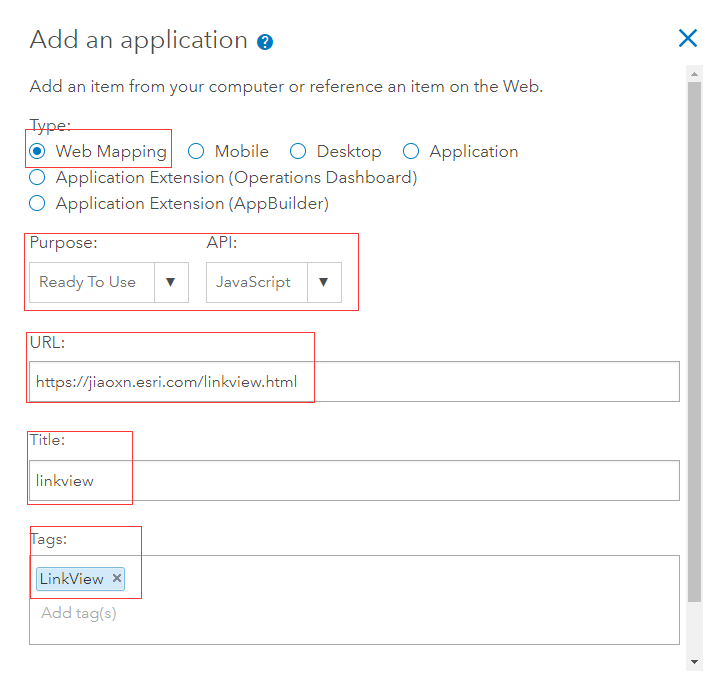 Add an application ?
Add an item from your computer or reference an item on the Web.
Type:
Web Mapping Mobile Desktop Application
Application Extension (Operations Dashboard)
Application Extension (AppBuilder)
Purpose: API:
Ready To Use JavaScript
URL:
https://jiaoxn.esri.com/linkview.html
Title:
linkview
Tags:
LinkView ×
Add tag(s)